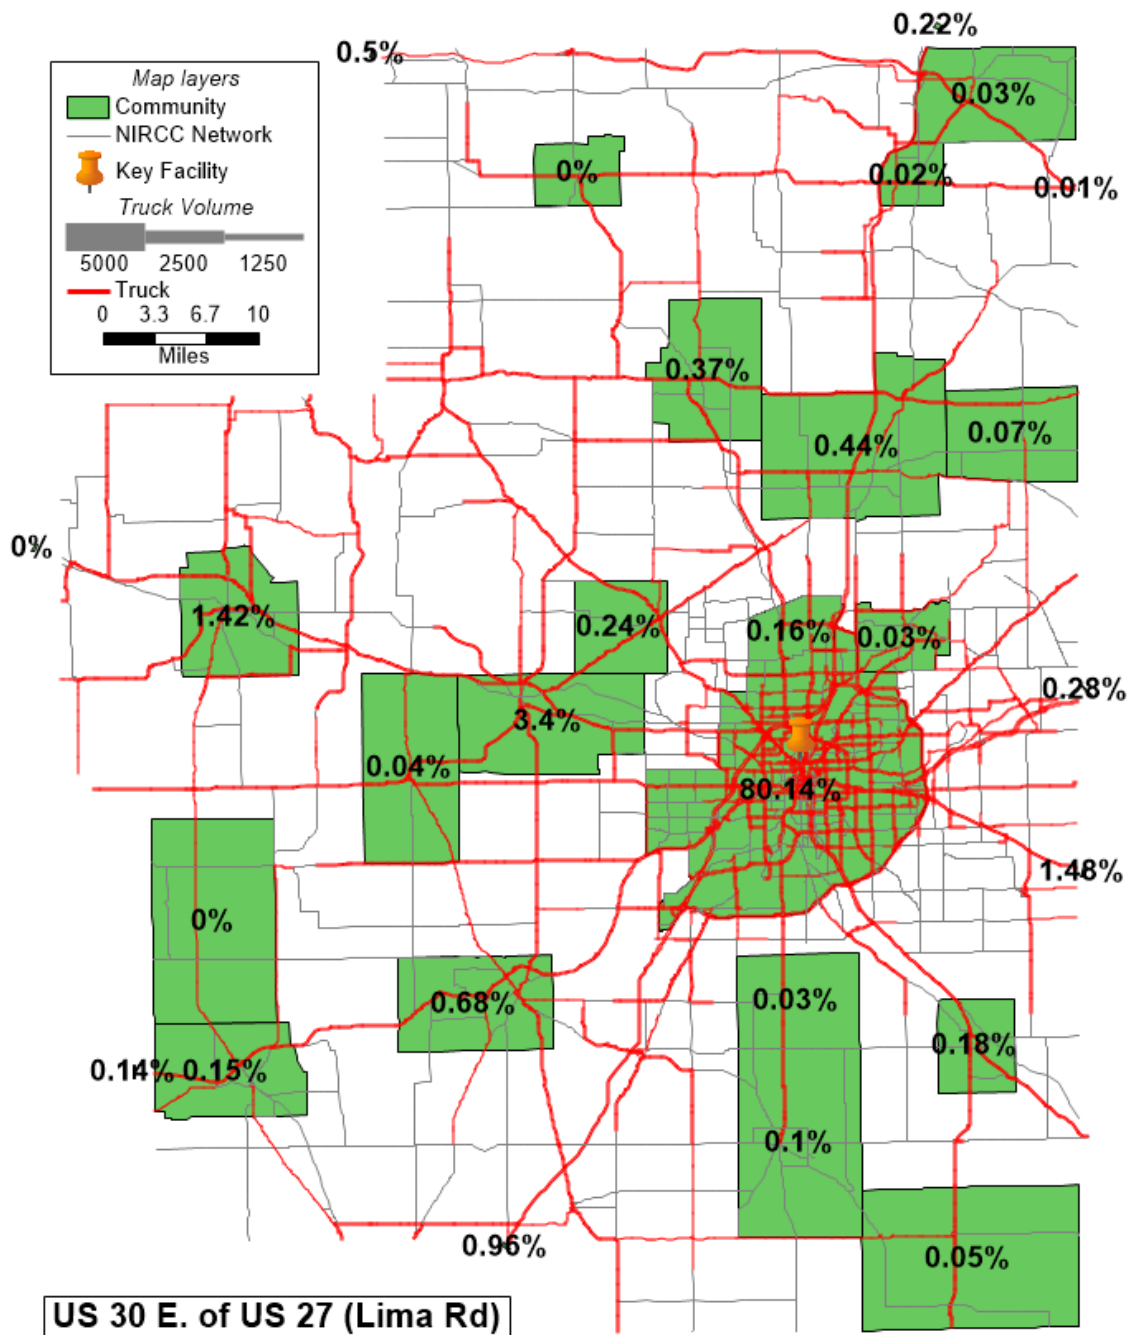 0.22%
0.5%
Map layers
Community
NIRCC Network
Key Facility
Truck Volume
5000 2500 1250
Truck
0 3.3 6.7 10
Miles
0.03%
0%
0.02%
0.01%
0.37%
0.44%
0.07%
0%
1.42%
0.24%
0.16%
0.03%
0.28%
3.4%
0.04%
80.14%
1.48%
0%
0.68%
0.03%
0.18%
0.14% 0.15%
0.1%
0.96%
0.05%
US 30 E. of US 27 (Lima Rd)